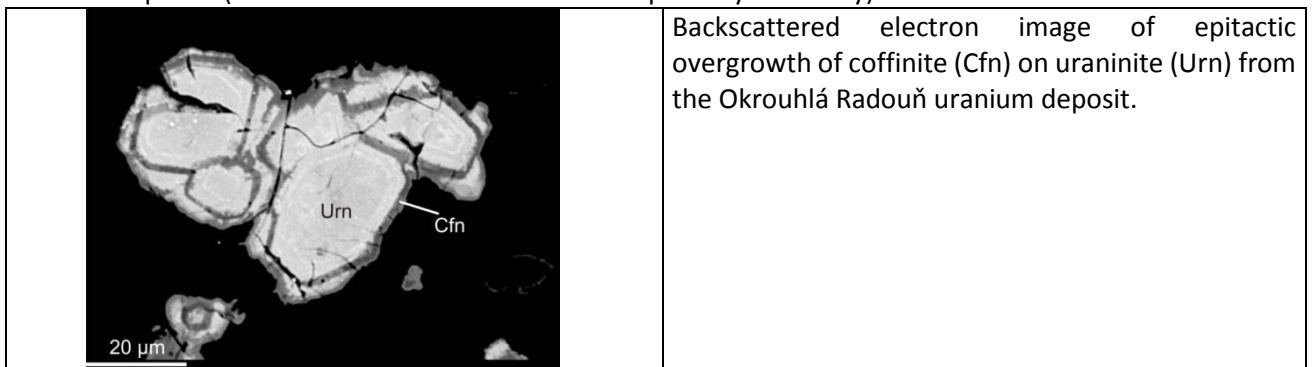 Backscattered electron image of epitactic
overgrowth of coffinite (Cfn) on uraninite (Urn) from
the Okrouhlá Radouň uranium deposit.
Urn
Cfn
20 µm